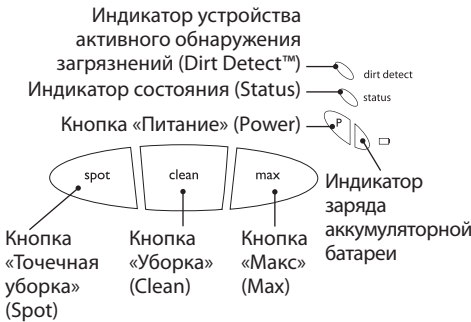 Индикатор устройства
активного обнаружения
загрязнений (Dirt Detect™)
dirt detect
Индикатор состояния (Status)
status
Кнопка «Питание» (Power)
P
spot
clean
max
Индикатор
заряда
аккумуляторной
батареи
Кнопка
«Точечная
уборка»
(Spot)
Кнопка
«Уборка»
(Clean)
Кнопка
«Макс»
(Max)